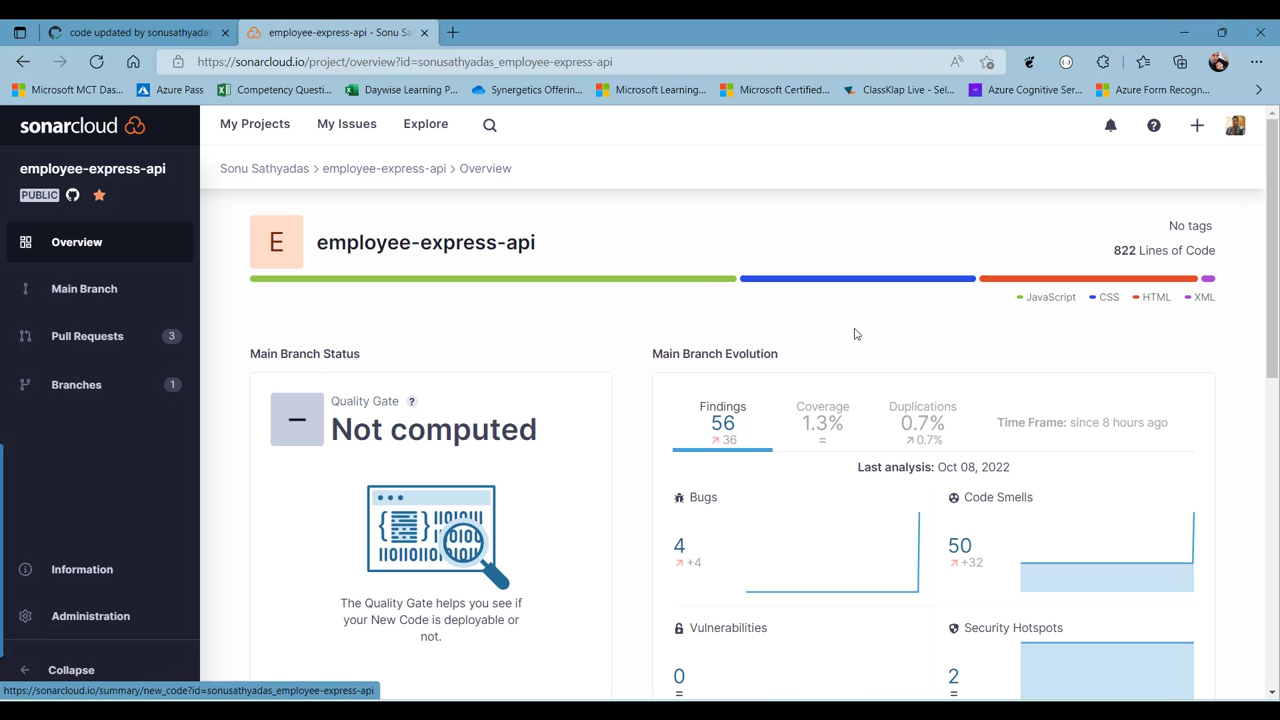 code updated by sonusathyadas
employee-express-api - Sonu Sa
https://sonarcloud.io/project/overview?id=sonusathyadas_employee-express-api
Microsoft MCT Das... Azure Pass Competency Questi... Daywise Learning P... Synergetics Offerin... Microsoft Learning... Microsoft Certified... ClassKlap Live - Sel... Azure Cognitive Ser... Azure Form Recogn...
sonarcloud My Projects My Issues Explore
employee-express-api
PUBLIC
Sonu Sathyadas > employee-express-api > Overview
Overview
Main Branch
Pull Requests 3
Branches 1
Information
Administration
Collapse
E employee-express-api
No tags
822 Lines of Code
JavaScript CSS HTML XML
Main Branch Status
Quality Gate ?
Not computed
The Quality Gate helps you see if
your New Code is deployable or
not.
Main Branch Evolution
Findings Coverage Duplications
56 1.3% 0.7%
36 = 0.7%
Time Frame: since 8 hours ago
Last analysis: Oct 08, 2022
Bugs
4
+4
Code Smells
50
+32
Vulnerabilities
0
=
Security Hotspots
2
=
https://sonarcloud.io/summary/new_code?id=sonusathyadas_employee-express-api